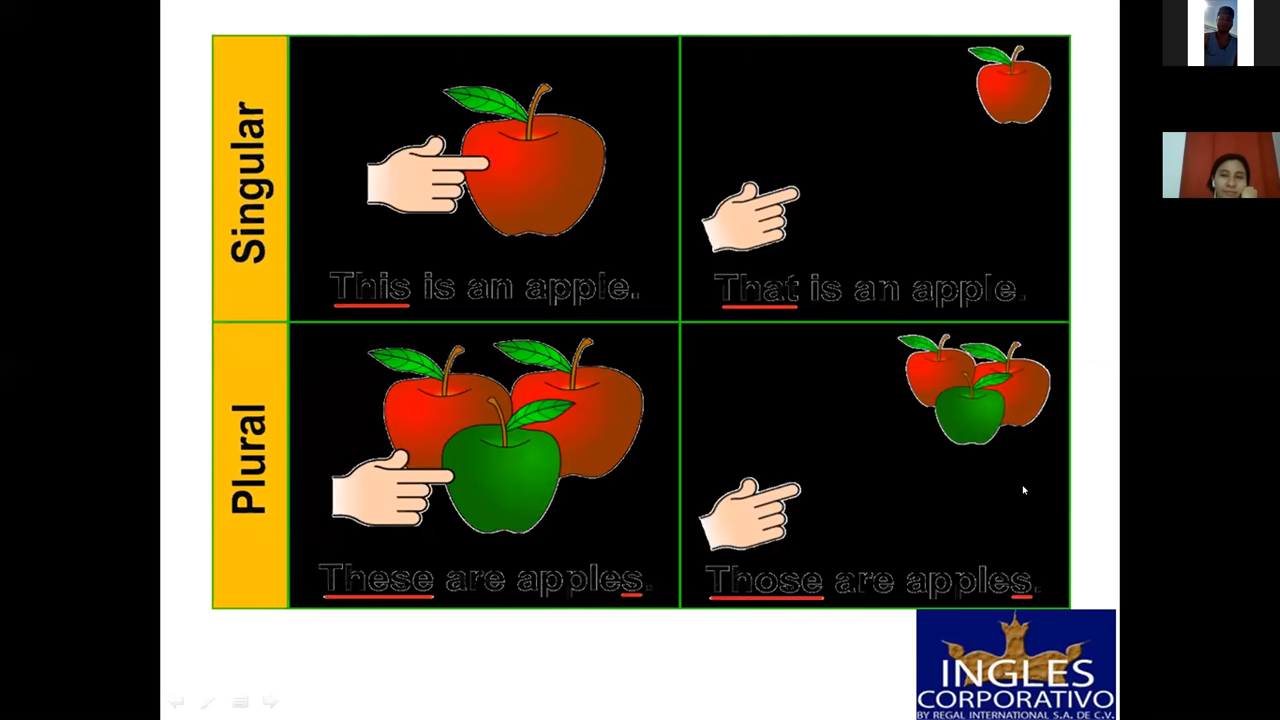 Singular
This is an apple.
That is an apple.
Plural
These are apples.
Those are apples.
INGLES
CORPORATIVO
BY REGAL INTERNATIONAL S.A. DE C.V.